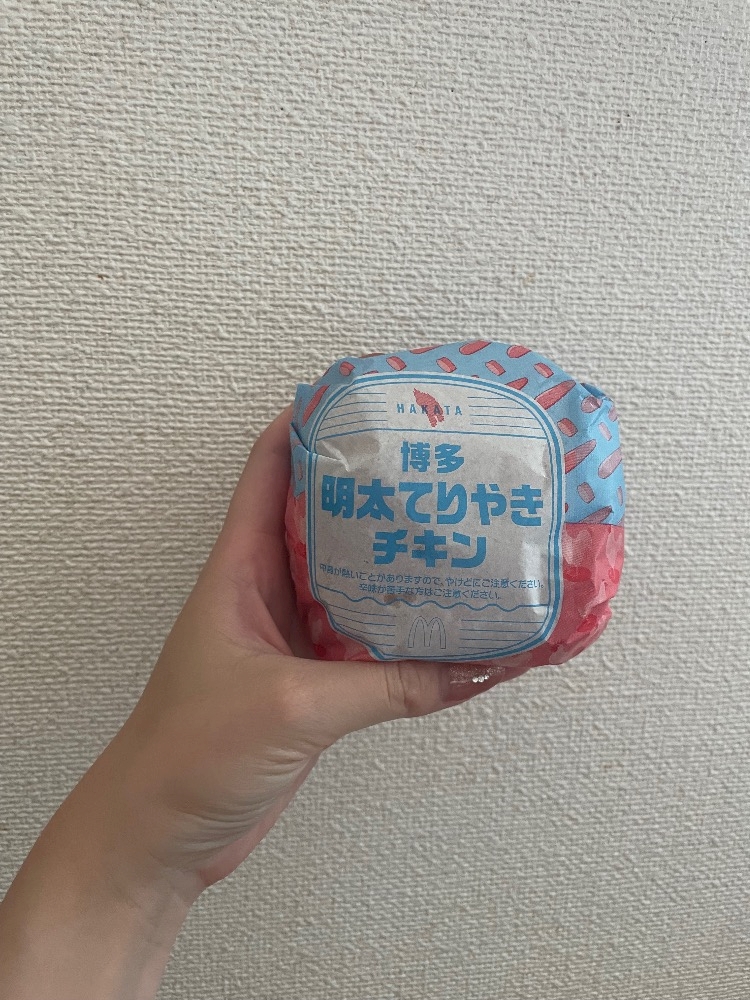 HAKATA
博多
明太てりやき
チキン
中身が熱いことがありますので、やけどにご注意ください。
辛味が苦手な方はご注意ください。